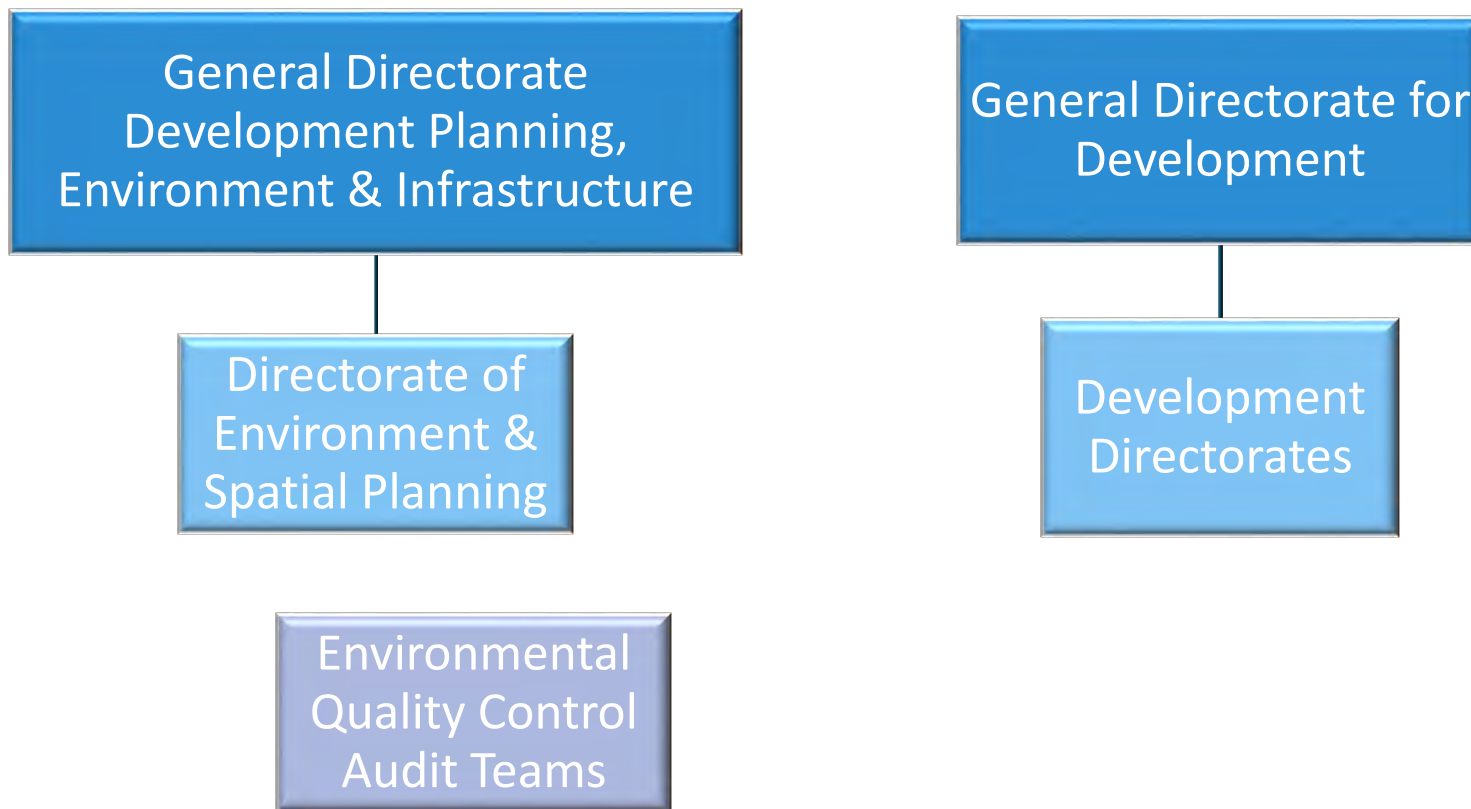 General Directorate
Development Planning,
Environment & Infrastructure
General Directorate for
Development
Directorate of
Environment &
Spatial Planning
Development
Directorates
Environmental
Quality Control
Audit Teams